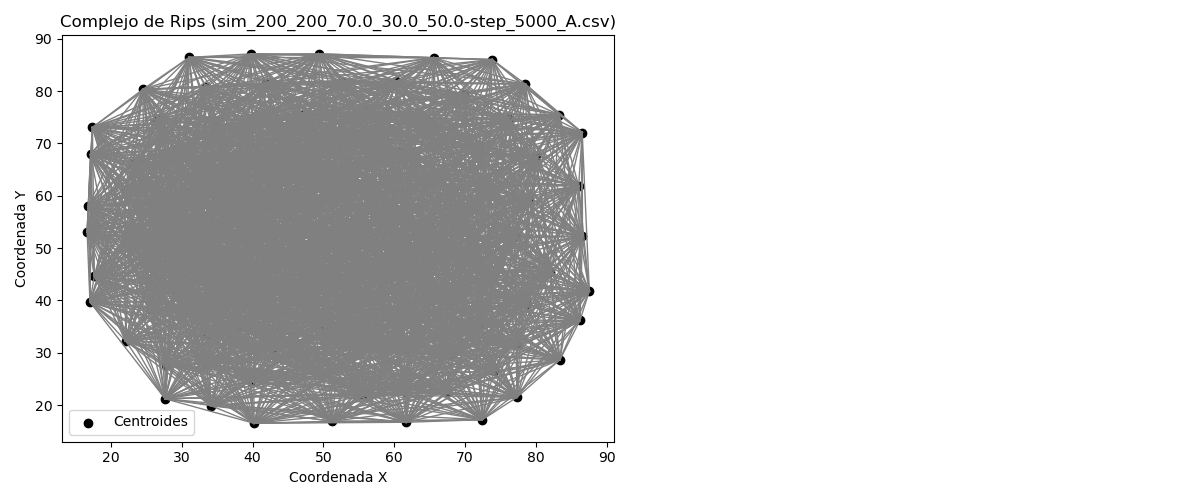 Complejo de Rips (sim_200_200_70.0_30.0_50.0-step_5000_A.csv)
90
80
70
60
50
40
30
20
Coordenada Y
Centroides
20 30 40 50 60 70 80 90
Coordenada X